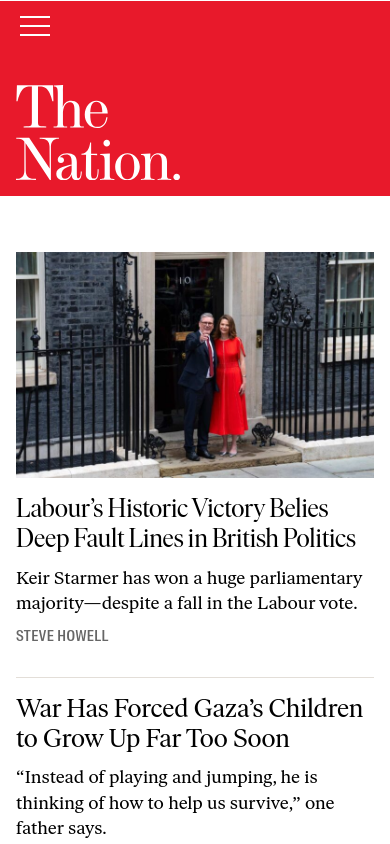 The
Nation.
10
Labour’s Historic Victory Belies
Deep Fault Lines in British Politics
Keir Starmer has won a huge parliamentary
majority—despite a fall in the Labour vote.
STEVE HOWELL
War Has Forced Gaza’s Children
to Grow Up Far Too Soon
“Instead of playing and jumping, he is
thinking of how to help us survive,” one
father says.